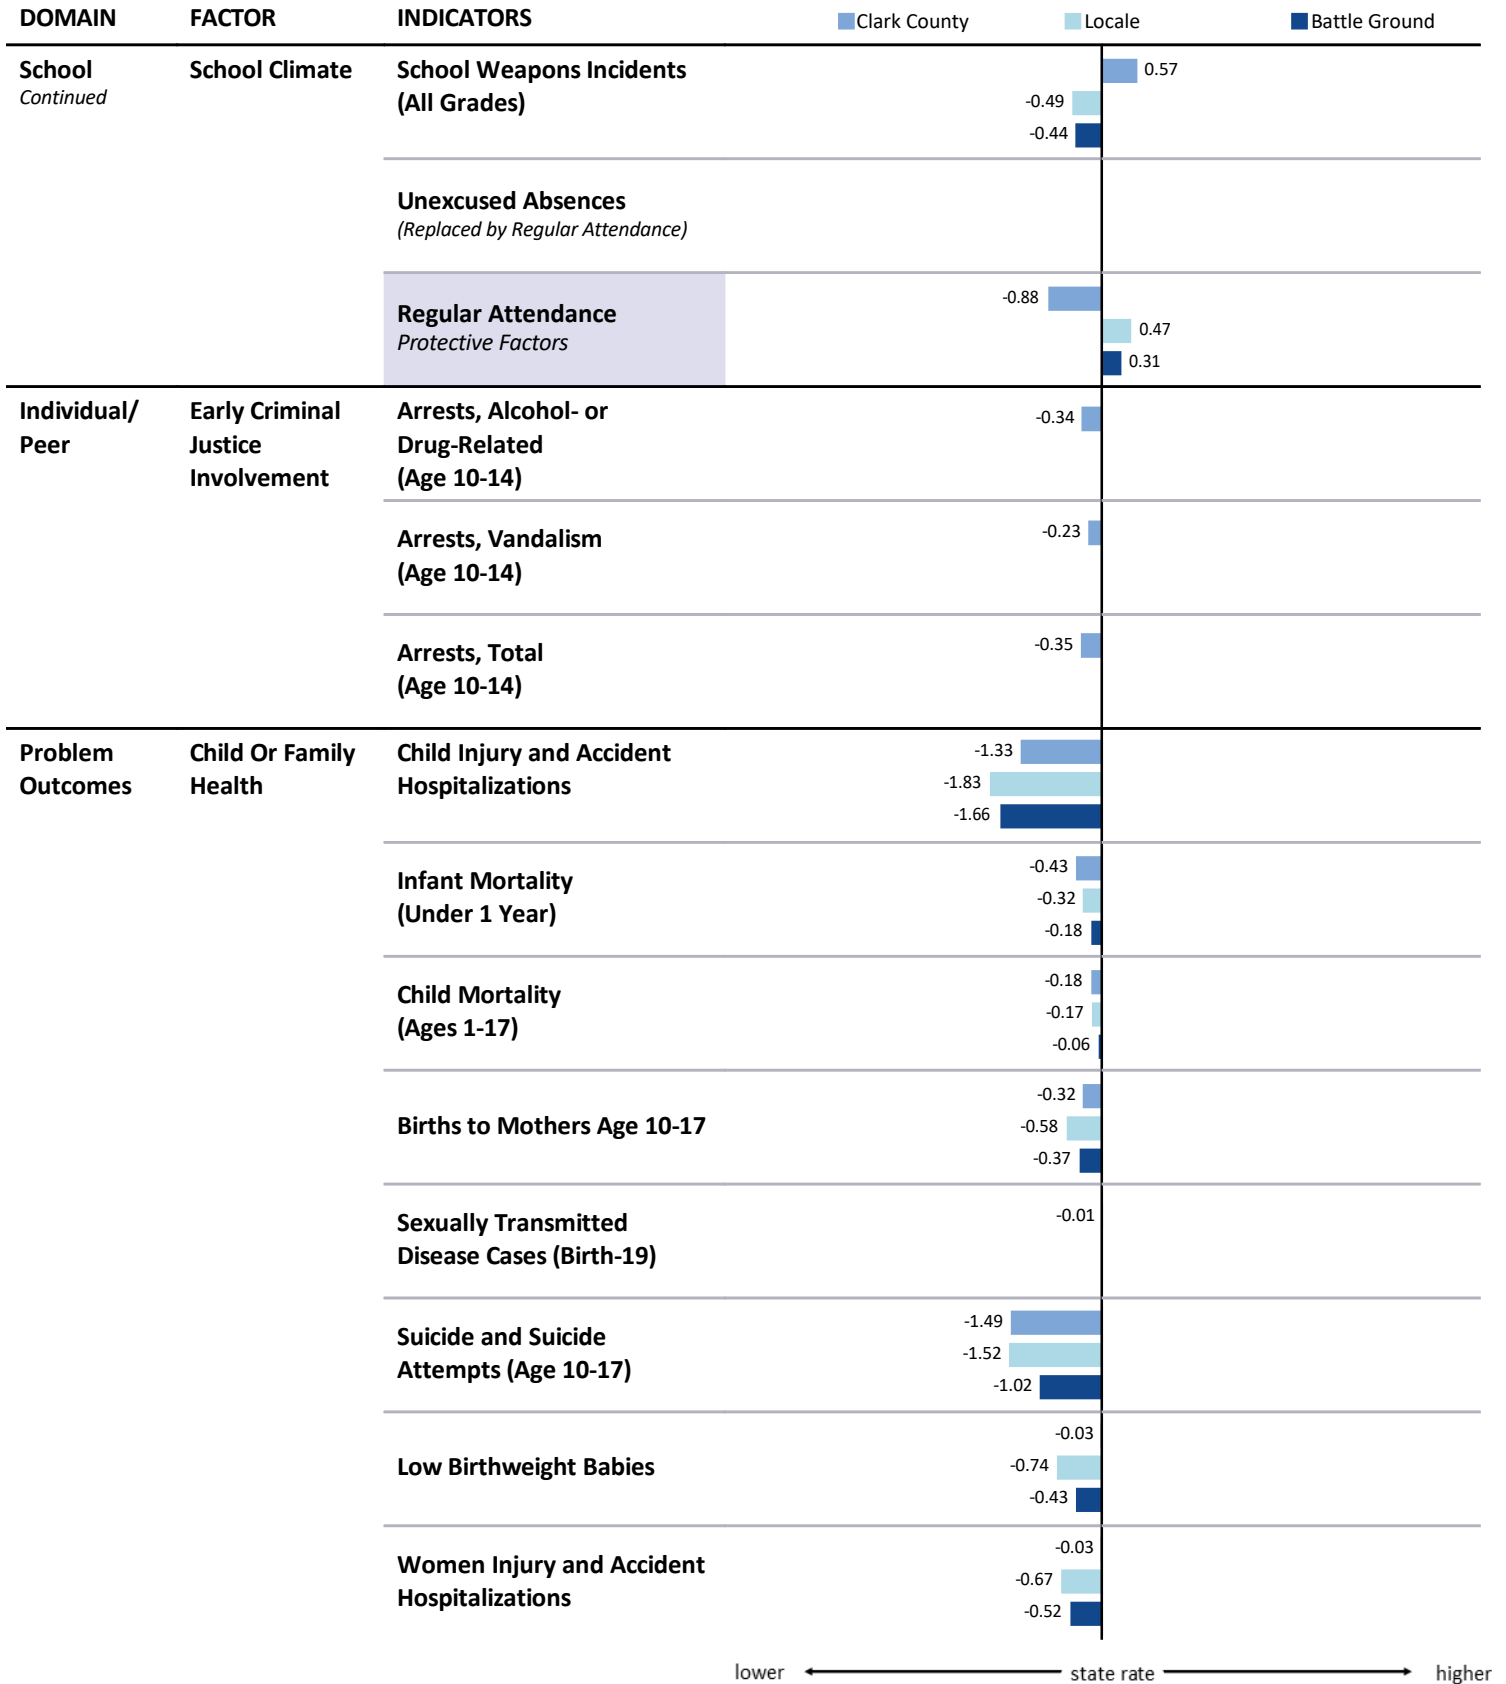 DOMAIN FACTOR INDICATORS Clark County Locale Battle Ground
School School Climate School Weapons Incidents 0.57
Continued (All Grades) -0.49
-0.44
Unexcused Absences
(Replaced by Regular Attendance)
-0.88
Regular Attendance 0.47
Protective Factors 0.31
Individual/ Early Criminal Arrests, Alcohol- or -0.34
Peer Justice Drug-Related
Involvement (Age 10-14)
Arrests, Vandalism -0.23
(Age 10-14)
Arrests, Total -0.35
(Age 10-14)
Problem Child Or Family Child Injury and Accident -1.33
Outcomes Health Hospitalizations -1.83
-1.66
Infant Mortality -0.43
(Under 1 Year) -0.32
-0.18
Child Mortality -0.18
(Ages 1-17) -0.17
-0.06
-0.32
Births to Mothers Age 10-17 -0.58
-0.37
Sexually Transmitted -0.01
Disease Cases (Birth-19)
Suicide and Suicide -1.49
Attempts (Age 10-17) -1.52
-1.02
-0.03
Low Birthweight Babies -0.74
-0.43
Women Injury and Accident -0.03
Hospitalizations -0.67
-0.52
lower state rate higher